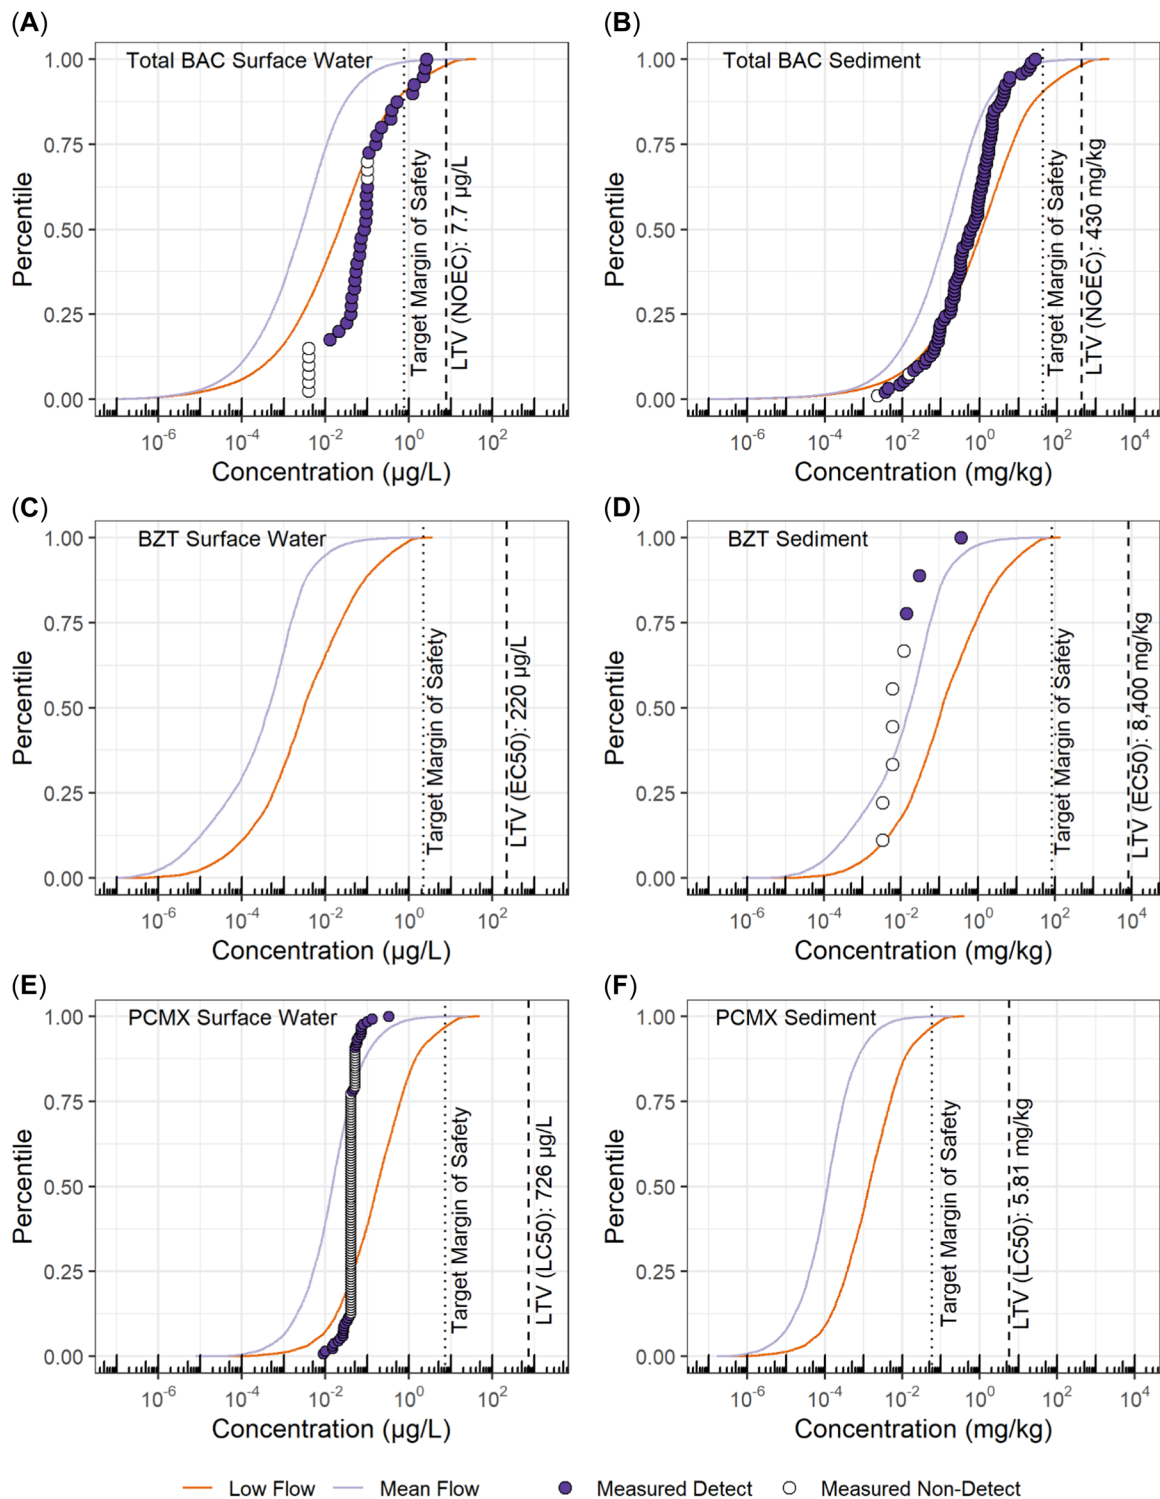 (A)
Total BAC Surface Water
1.00
0.75
0.50
0.25
0.00
Percentile
Target Margin of Safety
LTV (NOEC): 7.7 µg/L
10⁻⁶ 10⁻⁴ 10⁻² 10⁰ 10²
Concentration (µg/L)
(B)
Total BAC Sediment
1.00
0.75
0.50
0.25
0.00
Percentile
Target Margin of Safety
LTV (NOEC): 430 mg/kg
10⁻⁶ 10⁻⁴ 10⁻² 10⁰ 10² 10⁴
Concentration (mg/kg)
(C)
BZT Surface Water
1.00
0.75
0.50
0.25
0.00
Percentile
Target Margin of Safety
LTV (EC50): 220 µg/L
10⁻⁶ 10⁻⁴ 10⁻² 10⁰ 10²
Concentration (µg/L)
(D)
BZT Sediment
1.00
0.75
0.50
0.25
0.00
Percentile
Target Margin of Safety
LTV (EC50): 8,400 mg/kg
10⁻⁶ 10⁻⁴ 10⁻² 10⁰ 10² 10⁴
Concentration (mg/kg)
(E)
PCMX Surface Water
1.00
0.75
0.50
0.25
0.00
Percentile
Target Margin of Safety
LTV (LC50): 726 µg/L
10⁻⁶ 10⁻⁴ 10⁻² 10⁰ 10²
Concentration (µg/L)
(F)
PCMX Sediment
1.00
0.75
0.50
0.25
0.00
Percentile
Target Margin of Safety
LTV (LC50): 5.81 mg/kg
10⁻⁶ 10⁻⁴ 10⁻² 10⁰ 10² 10⁴
Concentration (mg/kg)
Low Flow Mean Flow Measured Detect Measured Non-Detect